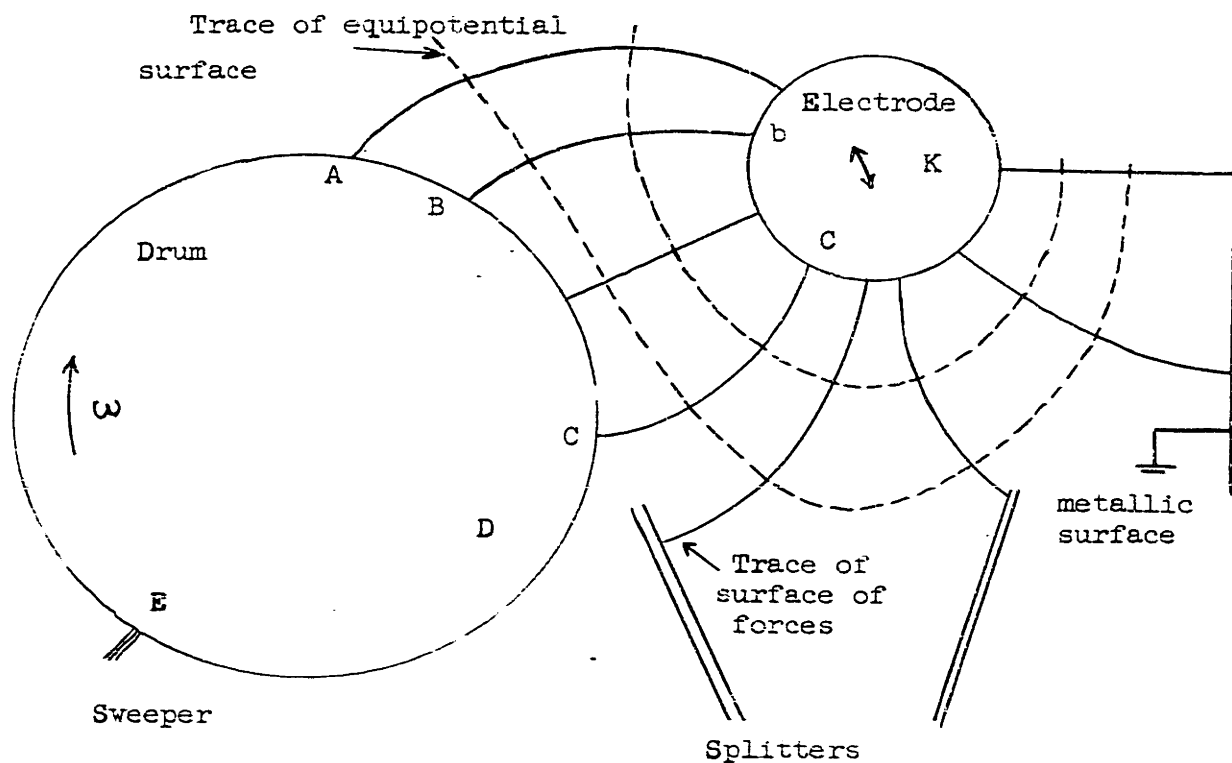 Trace of equipotential
surface
Electrode
b
K
A
B
C
Drum
ω
C
D
metallic
surface
Trace of
surface of
forces
E
Sweeper
Splitters